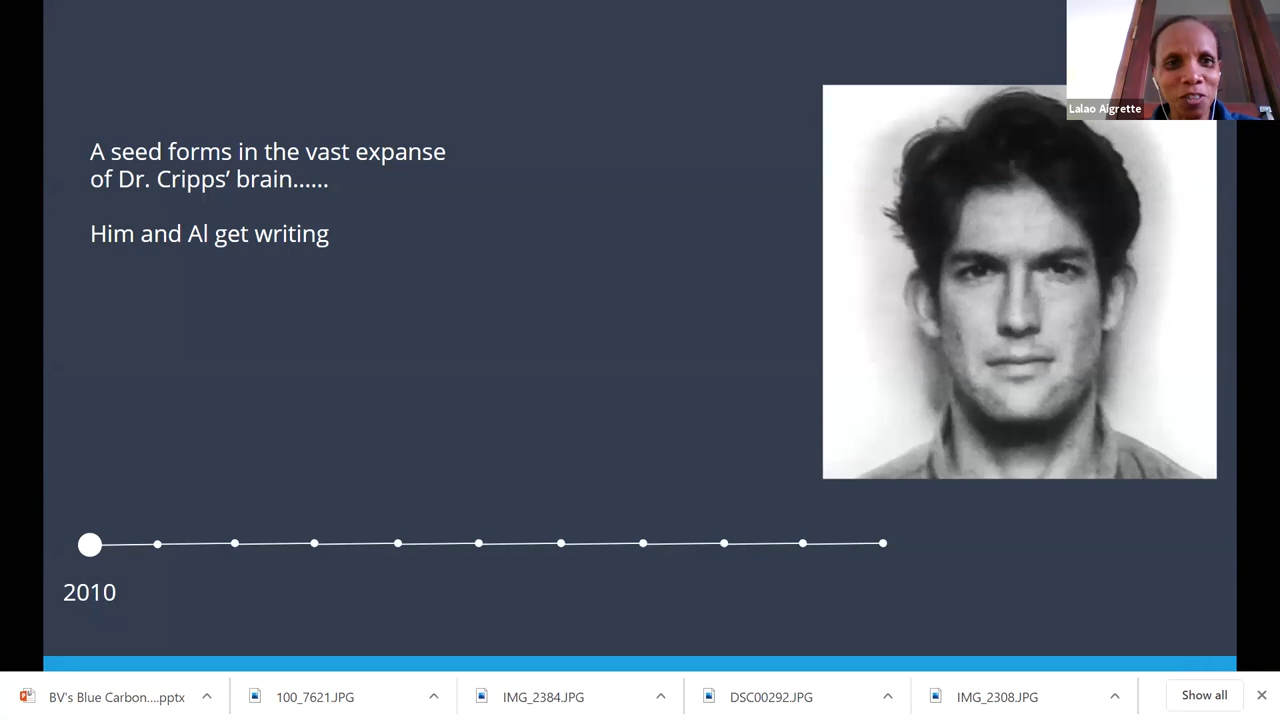 Lalao Aigrette
A seed forms in the vast expanse
of Dr. Cripps’ brain......
Him and Al get writing
2010
BV's Blue Carbon....pptx
100_7621.JPG
IMG_2384.JPG
DSC00292.JPG
IMG_2308.JPG
Show all